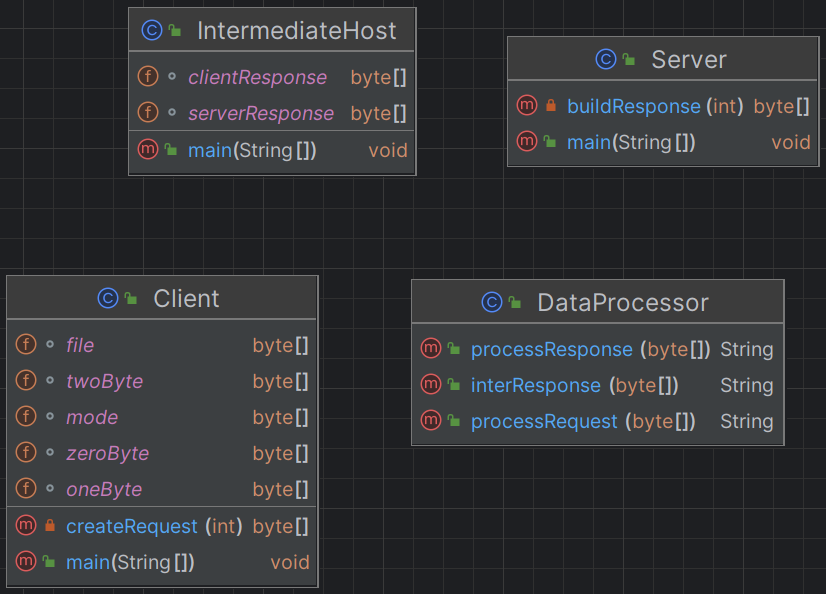 IntermediateHost
clientResponse byte[]
serverResponse byte[]
main(String[]) void
Server
buildResponse(int) byte[]
main(String[]) void
Client
file byte[]
twoByte byte[]
mode byte[]
zeroByte byte[]
oneByte byte[]
createRequest(int) byte[]
main(String[]) void
DataProcessor
processResponse(byte[]) String
interResponse(byte[]) String
processRequest(byte[]) String